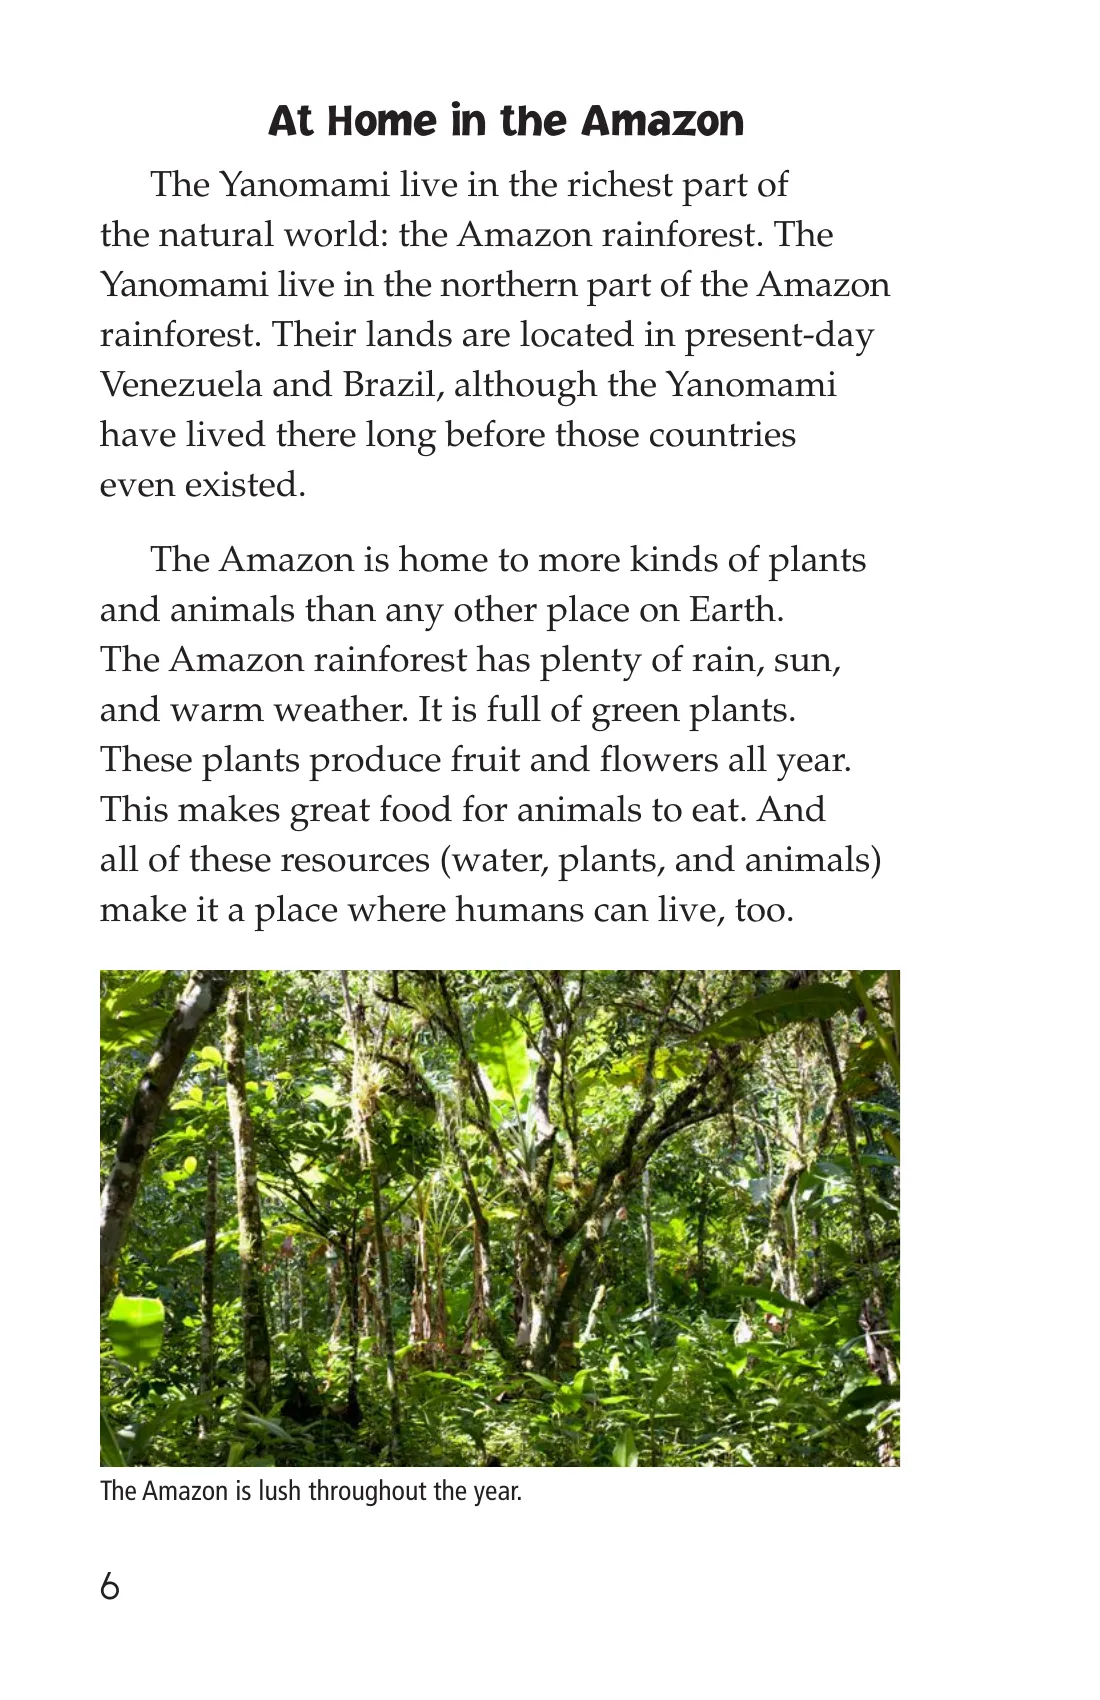 At Home in the Amazon
The Yanomami live in the richest part of
the natural world: the Amazon rainforest. The
Yanomami live in the northern part of the Amazon
rainforest. Their lands are located in present-day
Venezuela and Brazil, although the Yanomami
have lived there long before those countries
even existed.
The Amazon is home to more kinds of plants
and animals than any other place on Earth.
The Amazon rainforest has plenty of rain, sun,
and warm weather. It is full of green plants.
These plants produce fruit and flowers all year.
This makes great food for animals to eat. And
all of these resources (water, plants, and animals)
make it a place where humans can live, too.
The Amazon is lush throughout the year.
6